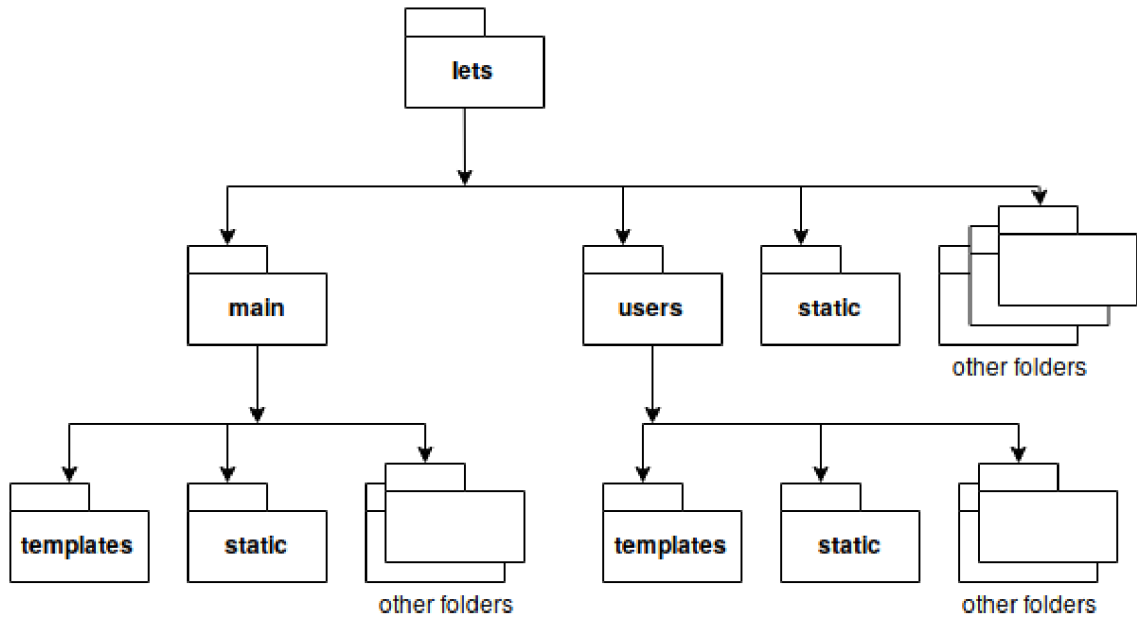 lets
main
users
static
other folders
templates
static
other folders
templates
static
other folders